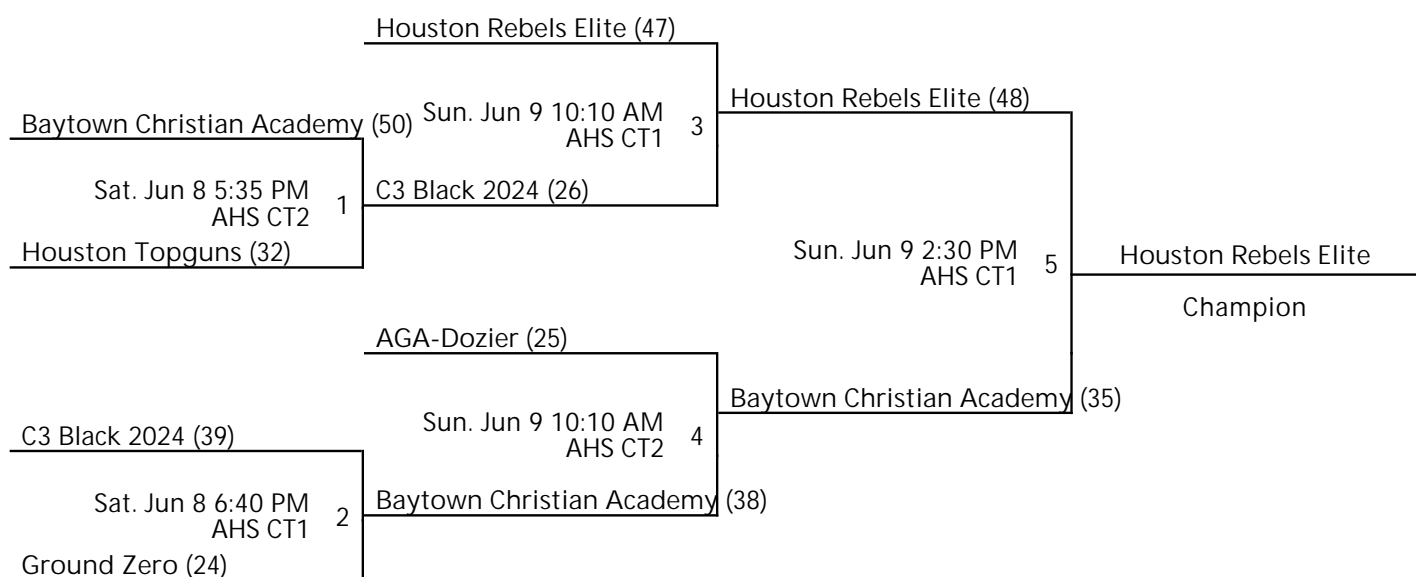 Houston Rebels Elite (47)
Baytown Christian Academy (50)
Sun. Jun 9 10:10 AM
AHS CT1
3
Houston Rebels Elite (48)
Sat. Jun 8 5:35 PM
AHS CT2
1
C3 Black 2024 (26)
Houston Topguns (32)
Sun. Jun 9 2:30 PM
AHS CT1
5
Houston Rebels Elite
Champion
AGA-Dozier (25)
Baytown Christian Academy (35)
C3 Black 2024 (39)
Sun. Jun 9 10:10 AM
AHS CT2
4
Sat. Jun 8 6:40 PM
AHS CT1
2
Baytown Christian Academy (38)
Ground Zero (24)